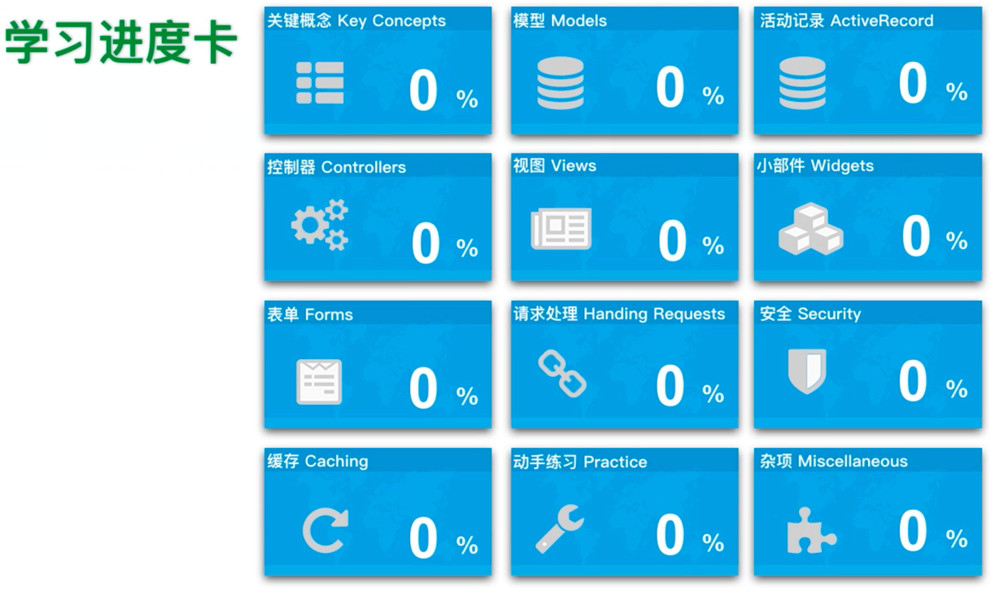 学习进度卡
关键概念 Key Concepts
0 %
模型 Models
0 %
活动记录 ActiveRecord
0 %
控制器 Controllers
0 %
视图 Views
0 %
小部件 Widgets
0 %
表单 Forms
0 %
请求处理 Handing Requests
0 %
安全 Security
0 %
缓存 Caching
0 %
动手练习 Practice
0 %
杂项 Miscellaneous
0 %